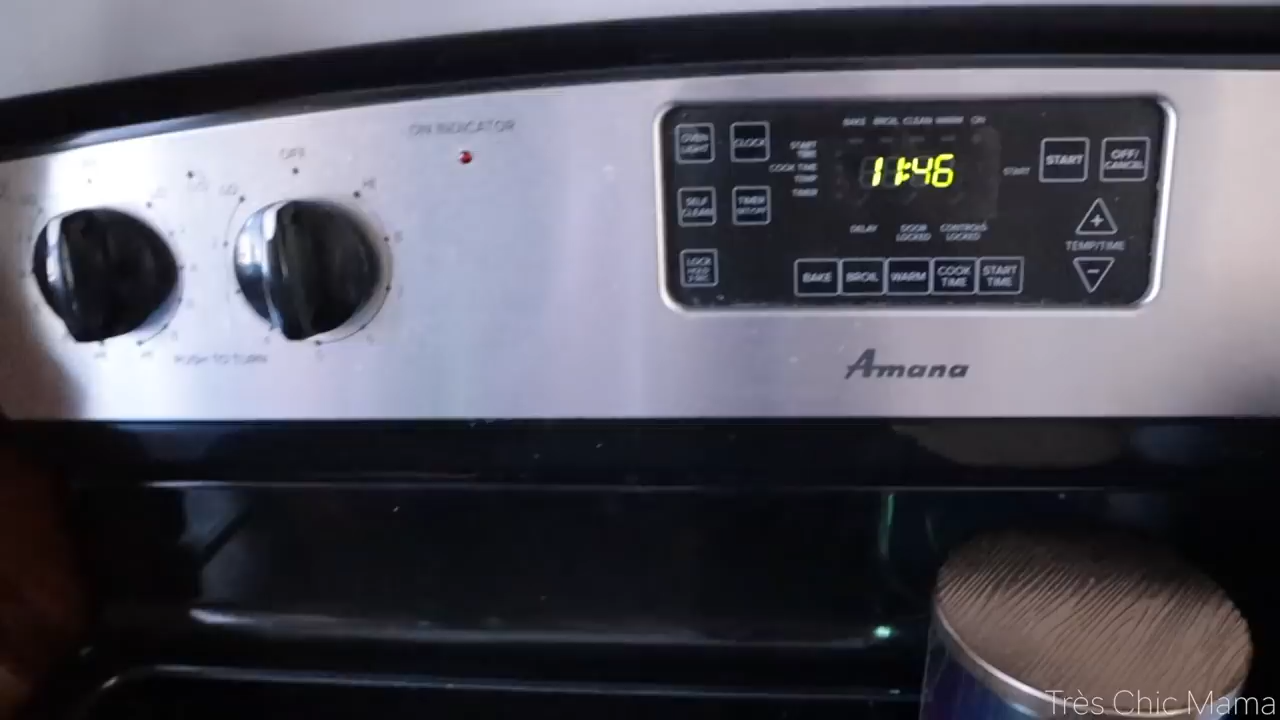 ON INDICATOR
OFF
LO
HI
PUSH TO TURN
BAKE BROIL CLEAN WARM ON
OVEN LIGHT
CLOCK
START TIME
COOK TIME
TEMP
TIMER
11:46
START
START
OFF/CANCEL
SELF CLEAN
TIMER SET/OFF
DELAY
DOOR LOCKED
CONTROLS LOCKED
+
TEMP/TIME
-
LOCK
HOLD
3 SEC
BAKE
BROIL
WARM
COOK TIME
START TIME
Amana
Très Chic Mama